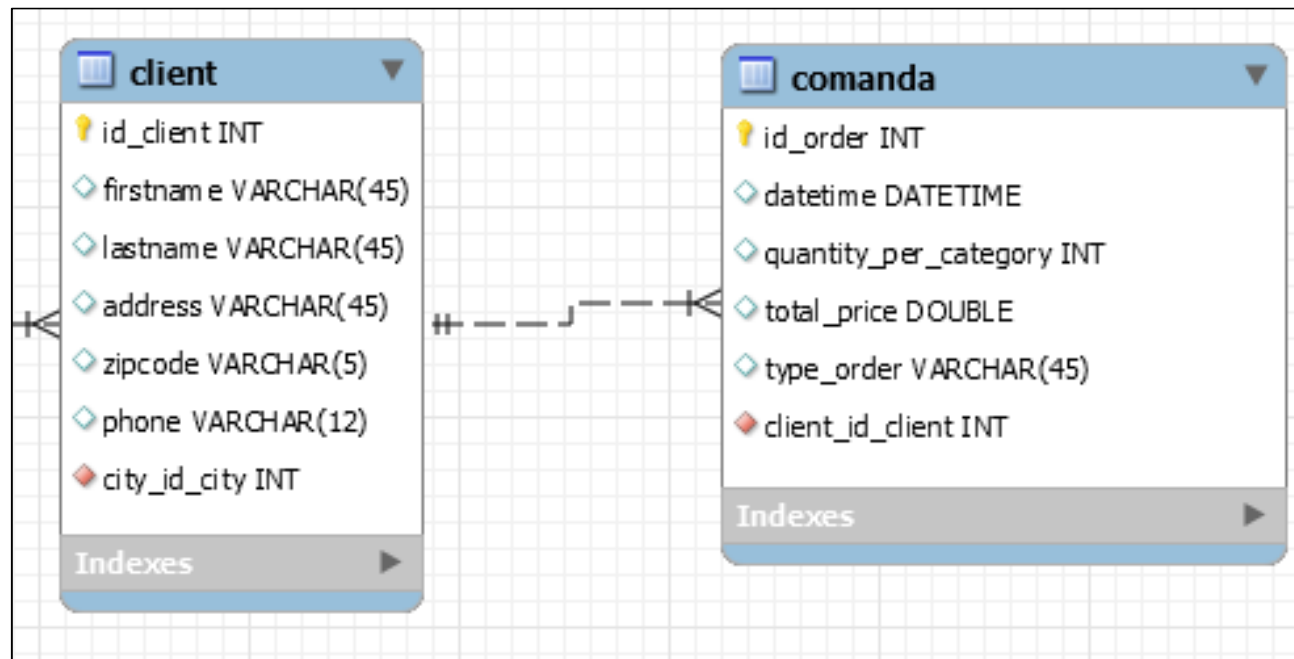 client
id_client INT
firstname VARCHAR(45)
lastname VARCHAR(45)
address VARCHAR(45)
zipcode VARCHAR(5)
phone VARCHAR(12)
city_id_city INT
Indexes
comanda
id_order INT
datetime DATETIME
quantity_per_category INT
total_price DOUBLE
type_order VARCHAR(45)
client_id_client INT
Indexes